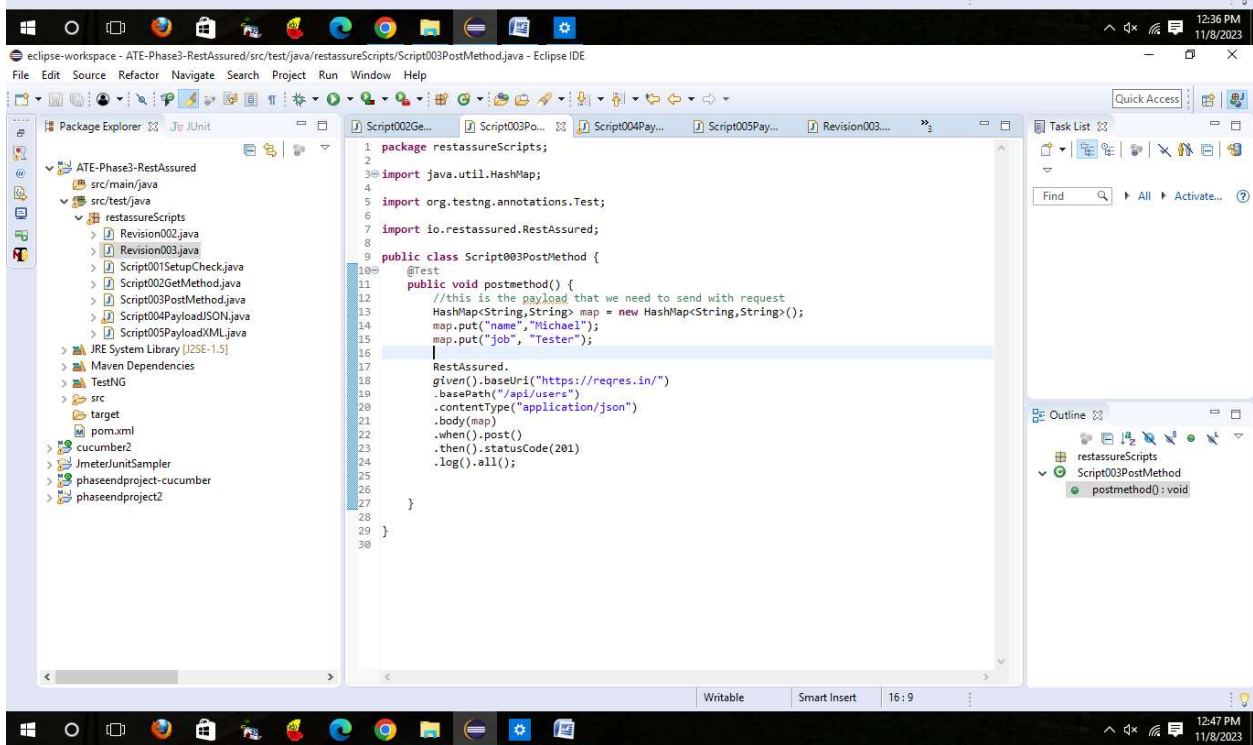 12:36 PM
11/8/2023
eclipse-workspace - ATE-Phase3-RestAssured/src/test/java/restassureScripts/Script003PostMethod.java - Eclipse IDE
File Edit Source Refactor Navigate Search Project Run Window Help
Quick Access
Package Explorer JUnit
ATE-Phase3-RestAssured
src/main/java
src/test/java
restassureScripts
Revision002.java
Revision003.java
Script001SetupCheck.java
Script002GetMethod.java
Script003PostMethod.java
Script004PayloadJSON.java
Script005PayloadXML.java
JRE System Library [J2SE-1.5]
Maven Dependencies
TestNG
src
target
pom.xml
cucumber2
JmeterJunitSampler
phaseendproject-cucumber
phaseendproject2
Script002Ge... Script003Po... Script004Pay... Script005Pay... Revision003.... »3
1 package restassureScripts;
2
3 import java.util.HashMap;
4
5 import org.testng.annotations.Test;
6
7 import io.restassured.RestAssured;
8
9 public class Script003PostMethod {
10 @Test
11 public void postmethod() {
12 //this is the payload that we need to send with request
13 HashMap<String,String> map = new HashMap<String,String>();
14 map.put("name","Michael");
15 map.put("job", "Tester");
16
17 RestAssured.
18 given().baseUri("https://reqres.in/")
19 .basePath("/api/users")
20 .contentType("application/json")
21 .body(map)
22 .when().post()
23 .then().statusCode(201)
24 .log().all();
25
26
27 }
28
29 }
30
Task List
Find All Activate...
Outline
restassureScripts
Script003PostMethod
postmethod() : void
Writable Smart Insert 16 : 9
12:47 PM
11/8/2023